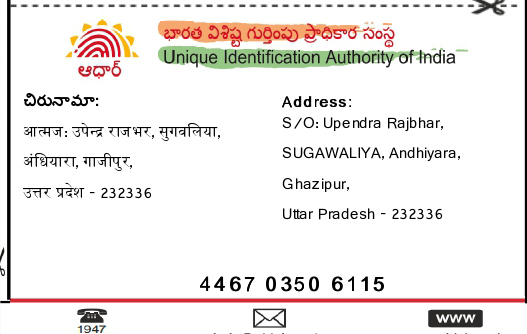 భారత విశిష్ట గుర్తింపు ప్రాధికార సంస్థ
Unique Identification Authority of India
ఆధార్
చిరునామా:
आत्मज: उपेन्द्र राजभर, सुगवलिया,
अंधियारा, गाजीपुर,
उत्तर प्रदेश - 232336
Address:
S/O: Upendra Rajbhar,
SUGAWALIYA, Andhiyara,
Ghazipur,
Uttar Pradesh - 232336
4467 0350 6115
1947
www